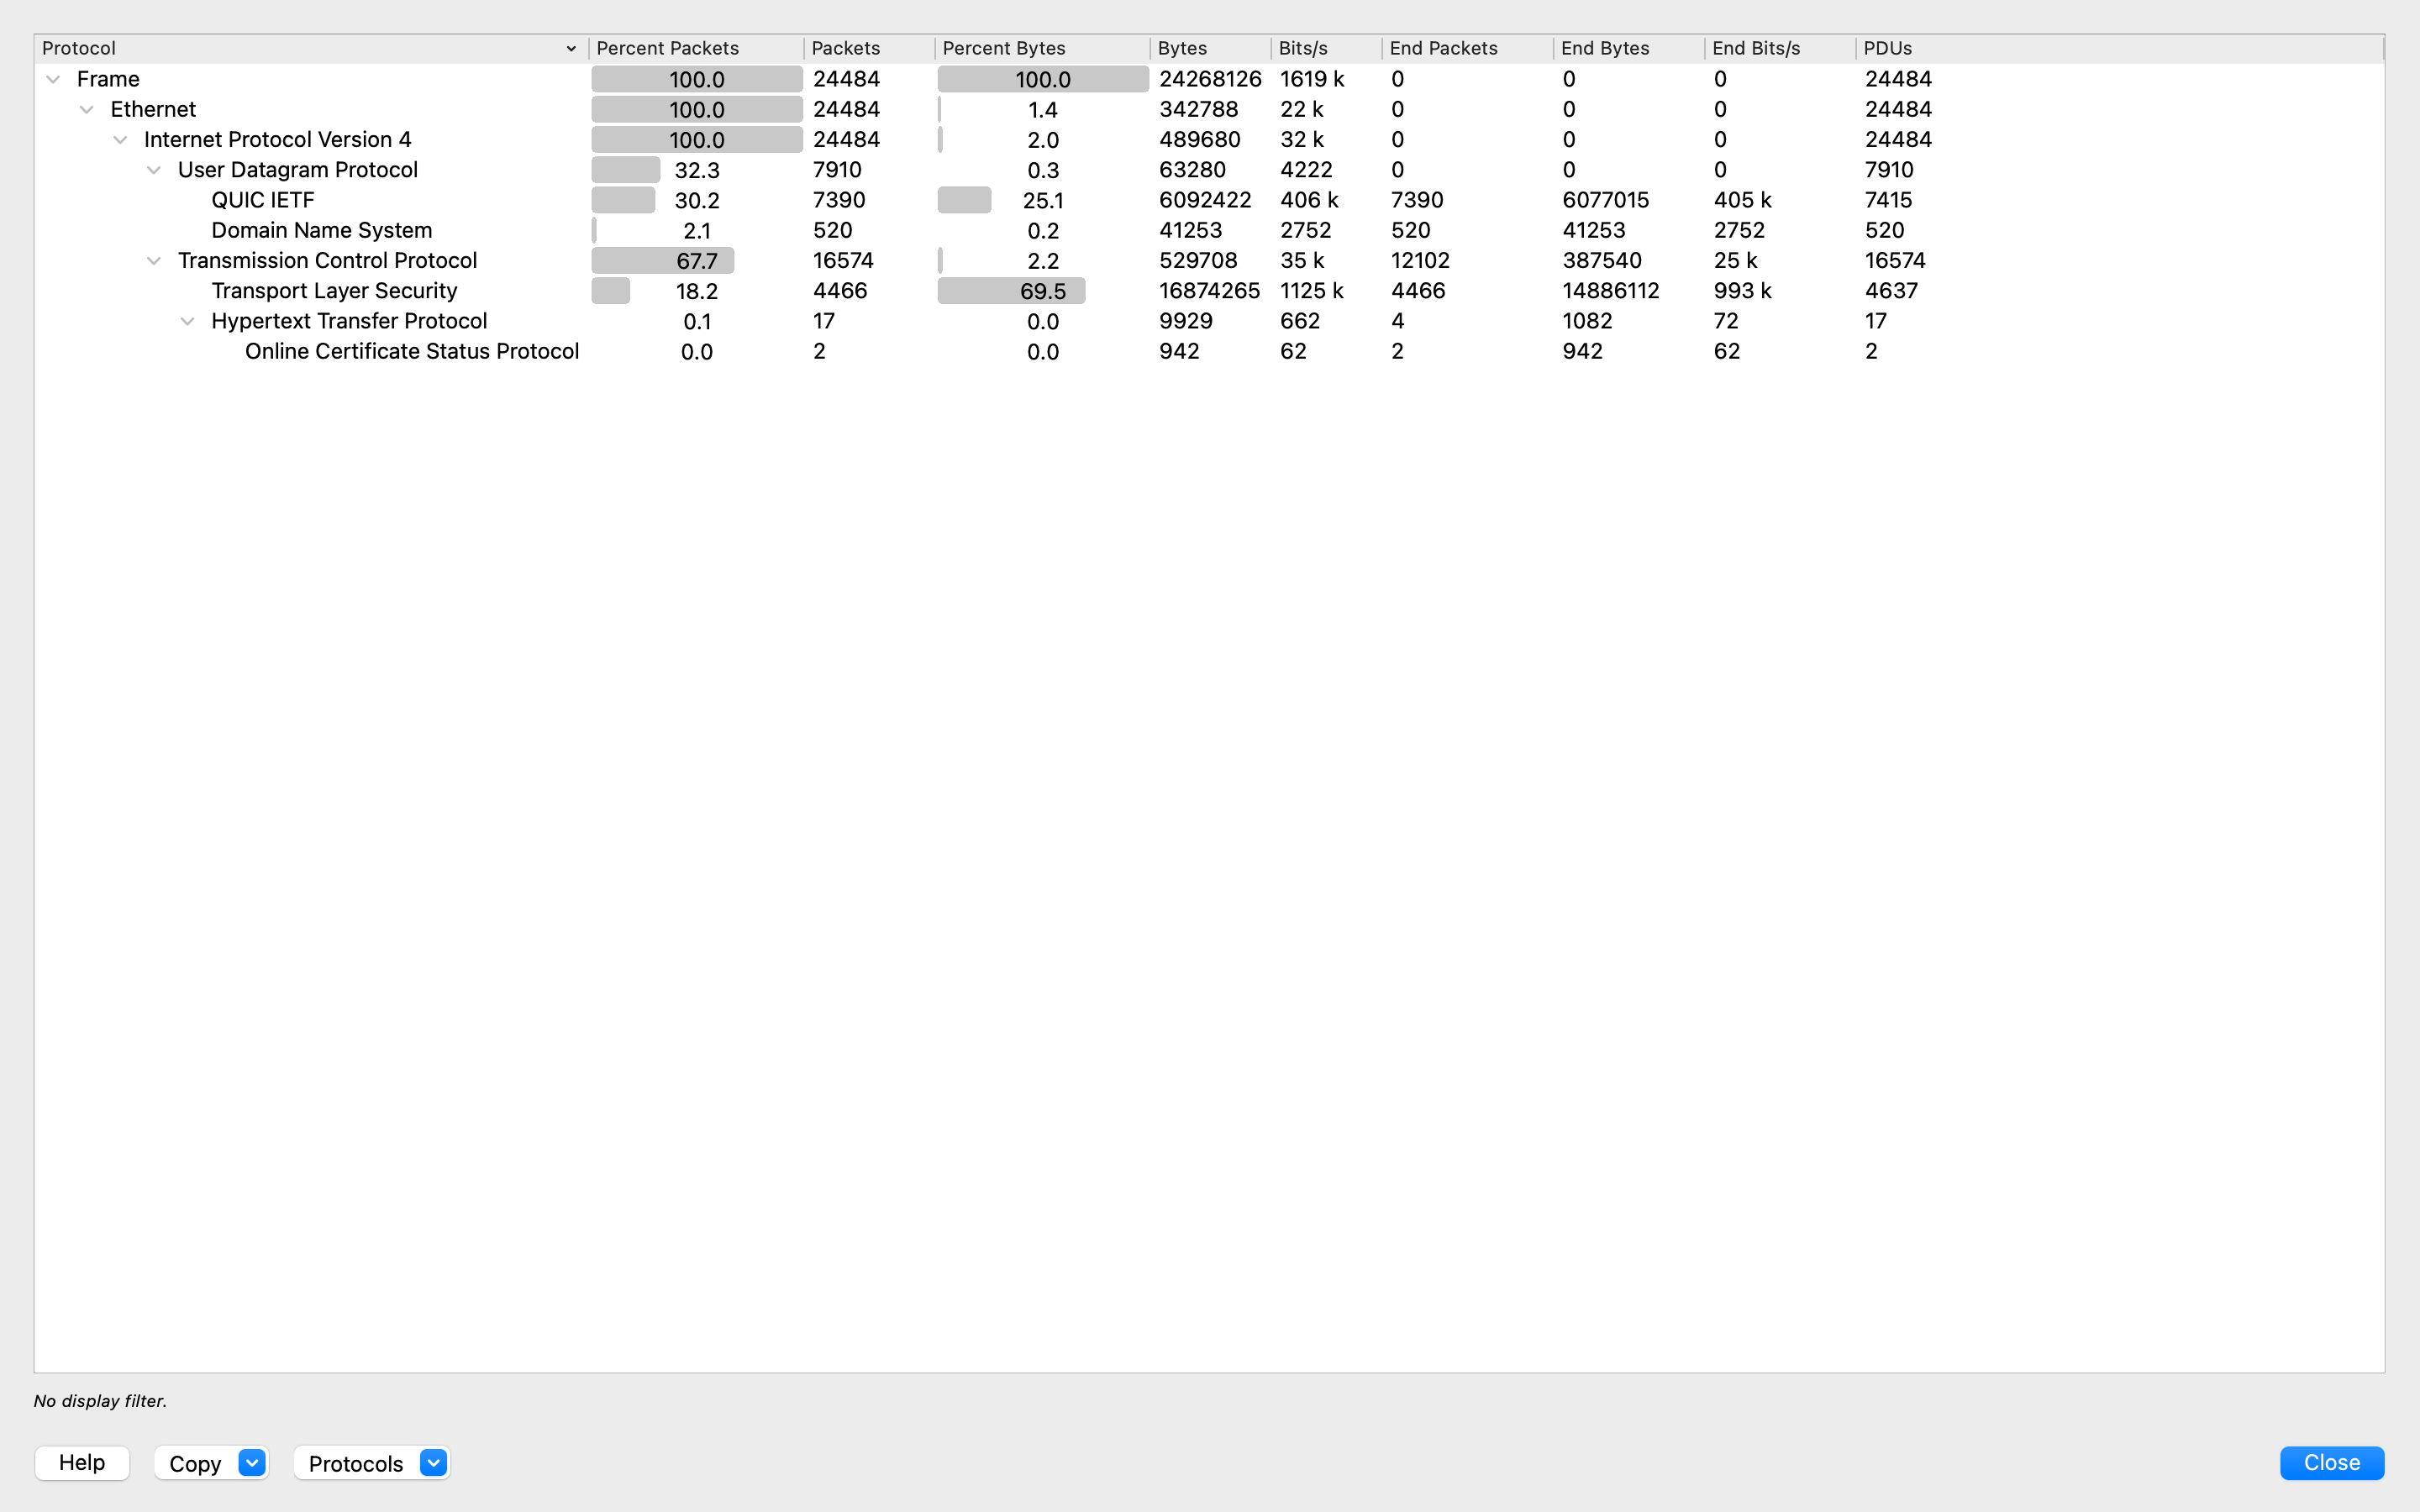 Protocol Percent Packets Packets Percent Bytes Bytes Bits/s End Packets End Bytes End Bits/s PDUs
Frame 100.0 24484 100.0 24268126 1619 k 0 0 0 24484
Ethernet 100.0 24484 1.4 342788 22 k 0 0 0 24484
Internet Protocol Version 4 100.0 24484 2.0 489680 32 k 0 0 0 24484
User Datagram Protocol 32.3 7910 0.3 63280 4222 0 0 0 7910
QUIC IETF 30.2 7390 25.1 6092422 406 k 7390 6077015 405 k 7415
Domain Name System 2.1 520 0.2 41253 2752 520 41253 2752 520
Transmission Control Protocol 67.7 16574 2.2 529708 35 k 12102 387540 25 k 16574
Transport Layer Security 18.2 4466 69.5 16874265 1125 k 4466 14886112 993 k 4637
Hypertext Transfer Protocol 0.1 17 0.0 9929 662 4 1082 72 17
Online Certificate Status Protocol 0.0 2 0.0 942 62 2 942 62 2
No display filter.
Help Copy Protocols Close